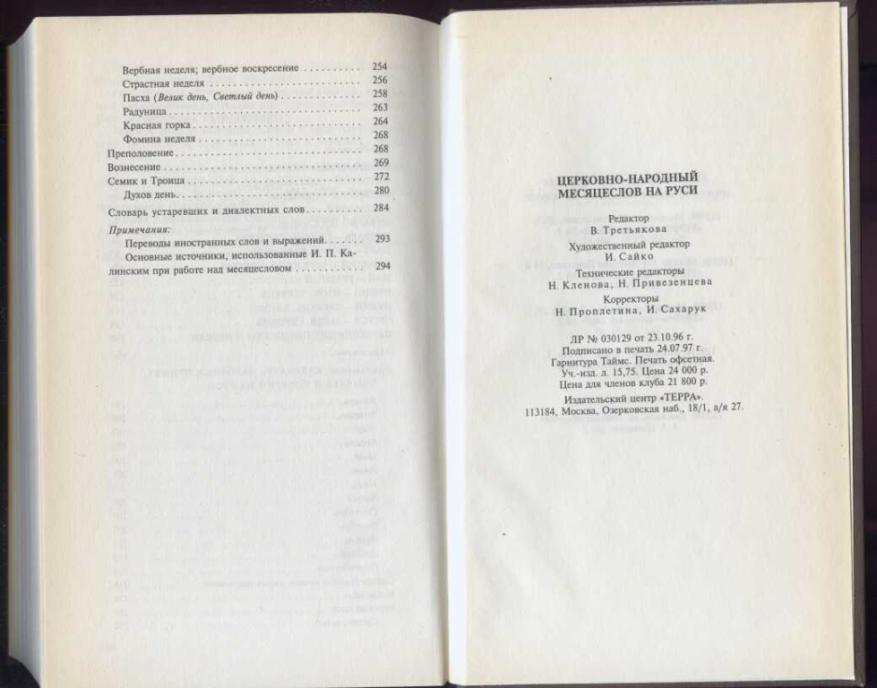 Вербная неделя; вербное воскресение . . . . . . . . . . 254
Страстная неделя . . . . . . . . . . . . . . . . . . . . . . . . . . 256
Пасха (Велик день, Светлый день) . . . . . . . . . . . . . . 258
Радуница . . . . . . . . . . . . . . . . . . . . . . . . . . . . . . . . . 263
Красная горка . . . . . . . . . . . . . . . . . . . . . . . . . . . . . 264
Фомина неделя . . . . . . . . . . . . . . . . . . . . . . . . . . . . 268
Преполовение . . . . . . . . . . . . . . . . . . . . . . . . . . . . . . 268
Вознесение . . . . . . . . . . . . . . . . . . . . . . . . . . . . . . . . 269
Семик и Троица . . . . . . . . . . . . . . . . . . . . . . . . . . . . 272
Духов день . . . . . . . . . . . . . . . . . . . . . . . . . . . . . . . 280
Словарь устаревших и диалектных слов . . . . . . . . . . 284
Примечания:
Переводы иностранных слов и выражений . . . . . . . 293
Основные источники, использованные И. П. Ка-
линским при работе над месяцесловом . . . . . . . . . . . . 294
ЦЕРКОВНО-НАРОДНЫЙ
МЕСЯЦЕСЛОВ НА РУСИ
Редактор
В. Третьякова
Художественный редактор
И. Сайко
Технические редакторы
Н. Кленова, Н. Привезенцева
Корректоры
Н. Проплетина, И. Сахарук
ЛР № 030129 от 23.10.96 г.
Подписано в печать 24.07.97 г.
Гарнитура Таймс. Печать офсетная.
Уч.-изд. л. 15,75. Цена 24 000 р.
Цена для членов клуба 21 800 р.
Издательский центр «ТЕРРА».
113184, Москва, Озерковская наб., 18/1, а/я 27.